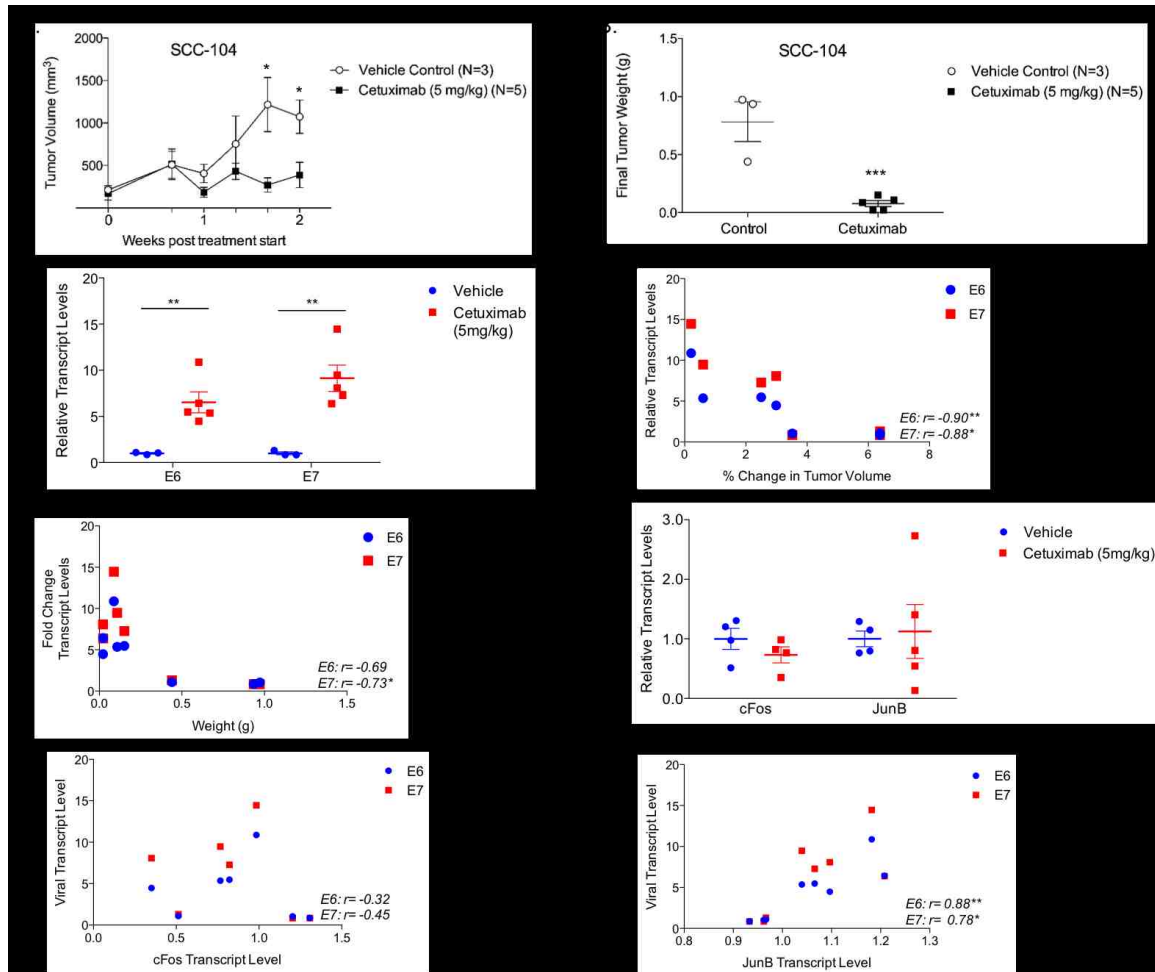 SCC-104
Tumor Volume (mm³)
2000
1500
1000
500
0
1
2
Weeks post treatment start
*
*
Vehicle Control (N=3)
Cetuximab (5 mg/kg) (N=5)
SCC-104
Final Tumor Weight (g)
1.5
1.0
0.5
0.0
***
Control
Cetuximab
Vehicle Control (N=3)
Cetuximab (5 mg/kg) (N=5)
Relative Transcript Levels
20
15
10
5
0
**
**
E6
E7
Vehicle
Cetuximab
(5mg/kg)
Relative Transcript Levels
20
15
10
5
0
0
2
4
6
8
% Change in Tumor Volume
E6
E7
E6: r= -0.90**
E7: r= -0.88*
Fold Change
Transcript Levels
20
15
10
5
0
0.0
0.5
1.0
1.5
Weight (g)
E6
E7
E6: r= -0.69
E7: r= -0.73*
Relative Transcript Levels
3.0
2.0
1.0
0.0
cFos
JunB
Vehicle
Cetuximab (5mg/kg)
Viral Transcript Level
20
15
10
5
0
0.0
0.5
1.0
1.5
cFos Transcript Level
E6
E7
E6: r= -0.32
E7: r= -0.45
Viral Transcript Level
20
15
10
5
0
0.8
0.9
1.0
1.1
1.2
1.3
JunB Transcript Level
E6
E7
E6: r= 0.88**
E7: r= 0.78*